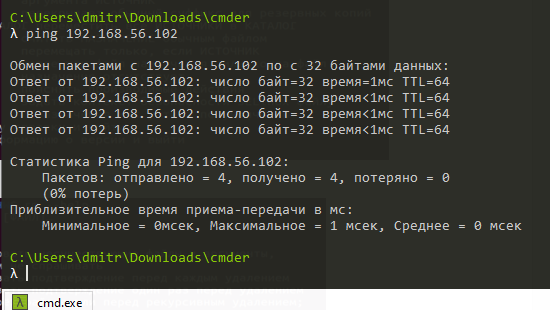 C:\Users\dmitr\Downloads\cmder
λ ping 192.168.56.102
Обмен пакетами с 192.168.56.102 по с 32 байтами данных:
Ответ от 192.168.56.102: число байт=32 время=1мс TTL=64
Ответ от 192.168.56.102: число байт=32 время<1мс TTL=64
Ответ от 192.168.56.102: число байт=32 время<1мс TTL=64
Ответ от 192.168.56.102: число байт=32 время<1мс TTL=64
Статистика Ping для 192.168.56.102:
Пакетов: отправлено = 4, получено = 4, потеряно = 0
(0% потерь)
Приблизительное время приема-передачи в мс:
Минимальное = 0мсек, Максимальное = 1 мсек, Среднее = 0 мсек
C:\Users\dmitr\Downloads\cmder
λ
λ cmd.exe